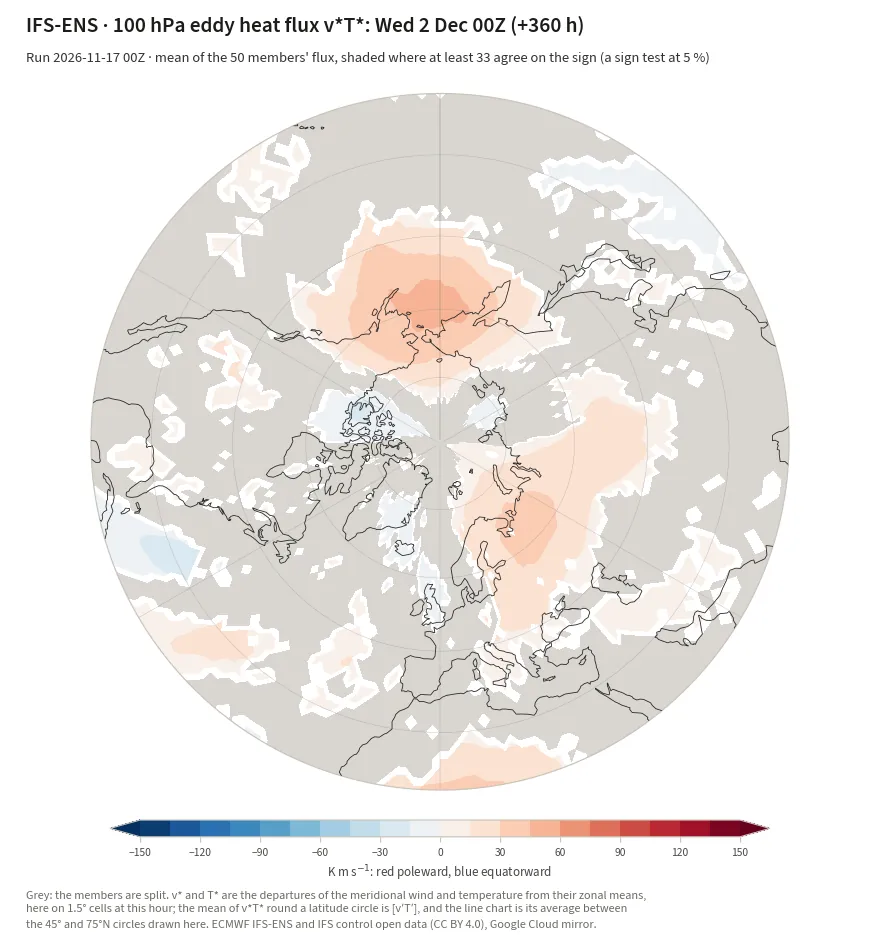 IFS-ENS · 100 hPa eddy heat flux v*T*: Wed 2 Dec 00Z (+360 h)
Run 2026-11-17 00Z · mean of the 50 members' flux, shaded where at least 33 agree on the sign (a sign test at 5 %)
−150 −120 −90 −60 −30 0 30 60 90 120 150
K m s⁻¹: red poleward, blue equatorward
Grey: the members are split. v* and T* are the departures of the meridional wind and temperature from their zonal means,
here on 1.5° cells at this hour; the mean of v*T* round a latitude circle is [v'T'], and the line chart is its average between
the 45° and 75°N circles drawn here. ECMWF IFS-ENS and IFS control open data (CC BY 4.0), Google Cloud mirror.